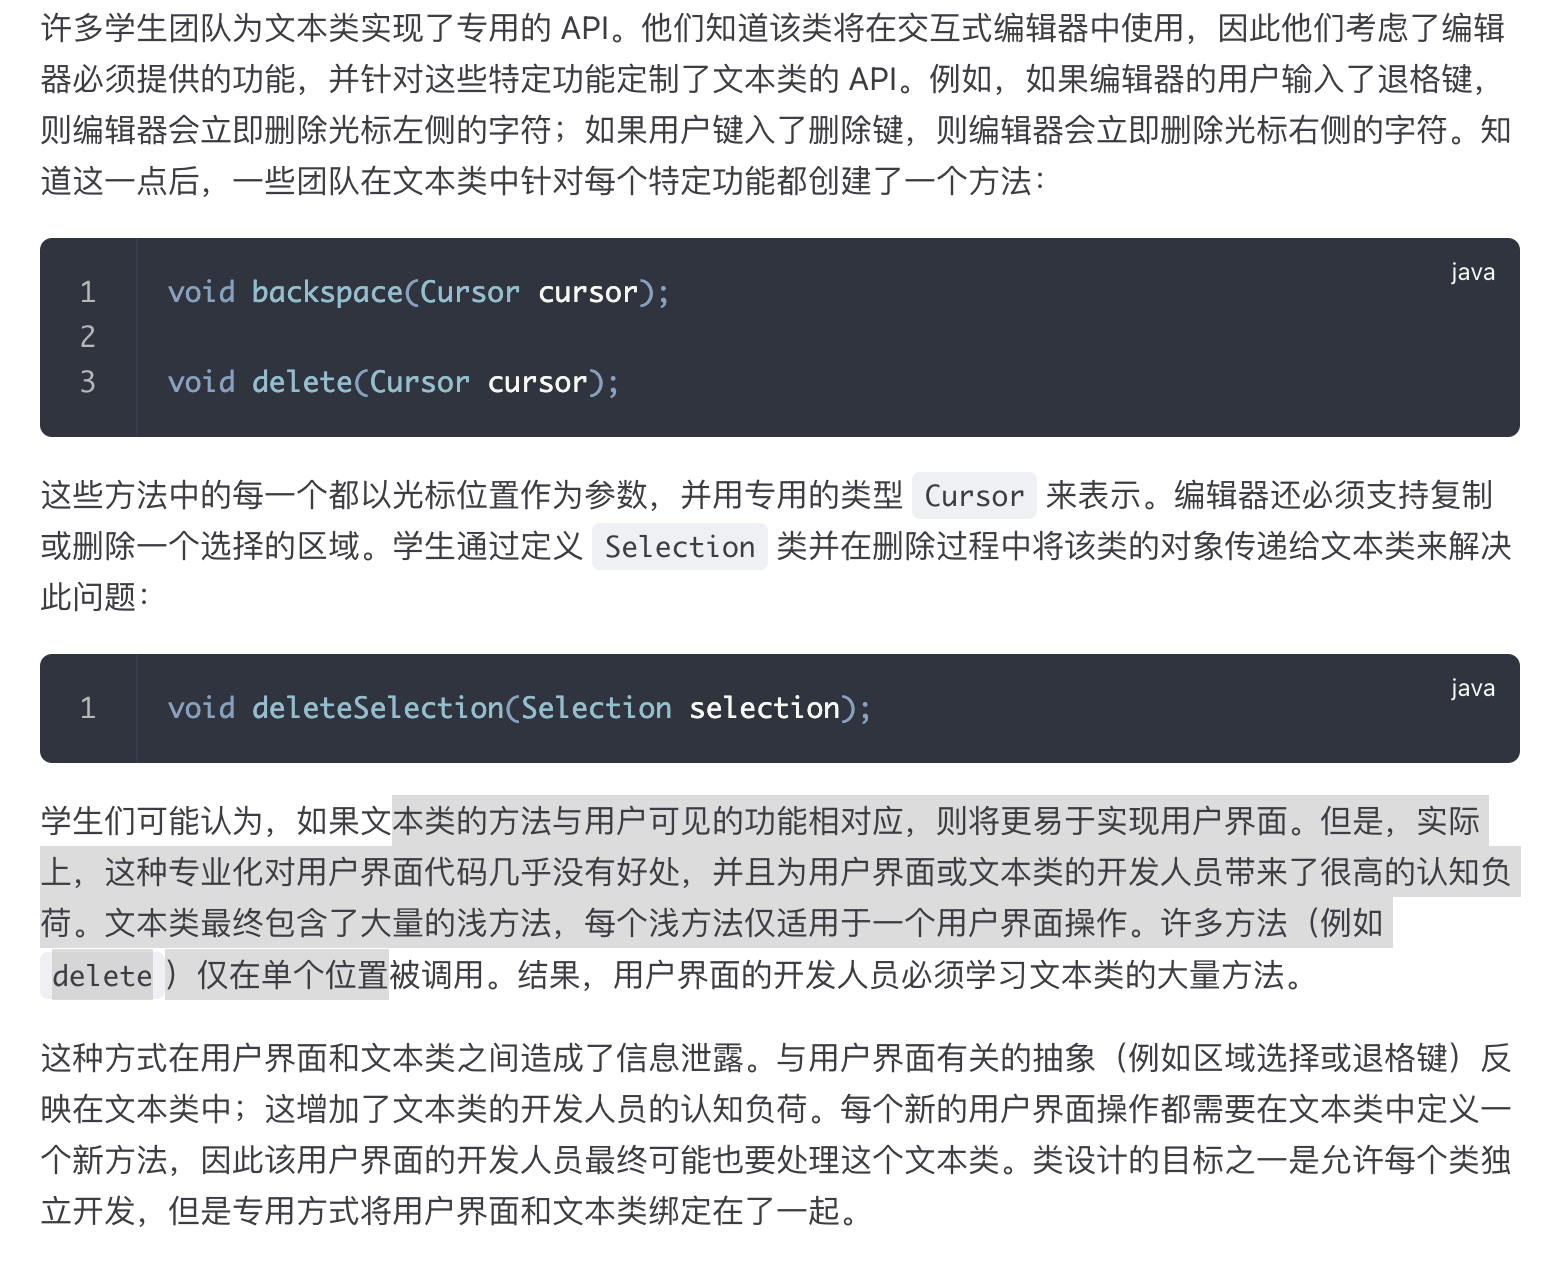 许多学生团队为文本类实现了专用的 API。他们知道该类将在交互式编辑器中使用，因此他们考虑了编辑
器必须提供的功能，并针对这些特定功能定制了文本类的 API。例如，如果编辑器的用户输入了退格键，
则编辑器会立即删除光标左侧的字符；如果用户键入了删除键，则编辑器会立即删除光标右侧的字符。知
道这一点后，一些团队在文本类中针对每个特定功能都创建了一个方法：
java
1 void backspace(Cursor cursor);
2
3 void delete(Cursor cursor);
这些方法中的每一个都以光标位置作为参数，并用专用的类型 Cursor 来表示。编辑器还必须支持复制
或删除一个选择的区域。学生通过定义 Selection 类并在删除过程中将该类的对象传递给文本类来解决
此问题：
java
1 void deleteSelection(Selection selection);
学生们可能认为，如果文本类的方法与用户可见的功能相对应，则将更易于实现用户界面。但是，实际
上，这种专业化对用户界面代码几乎没有好处，并且为用户界面或文本类的开发人员带来了很高的认知负
荷。文本类最终包含了大量的浅方法，每个浅方法仅适用于一个用户界面操作。许多方法（例如
delete ）仅在单个位置被调用。结果，用户界面的开发人员必须学习文本类的大量方法。
这种方式在用户界面和文本类之间造成了信息泄露。与用户界面有关的抽象（例如区域选择或退格键）反
映在文本类中；这增加了文本类的开发人员的认知负荷。每个新的用户界面操作都需要在文本类中定义一
个新方法，因此该用户界面的开发人员最终可能也要处理这个文本类。类设计的目标之一是允许每个类独
立开发，但是专用方式将用户界面和文本类绑定在了一起。